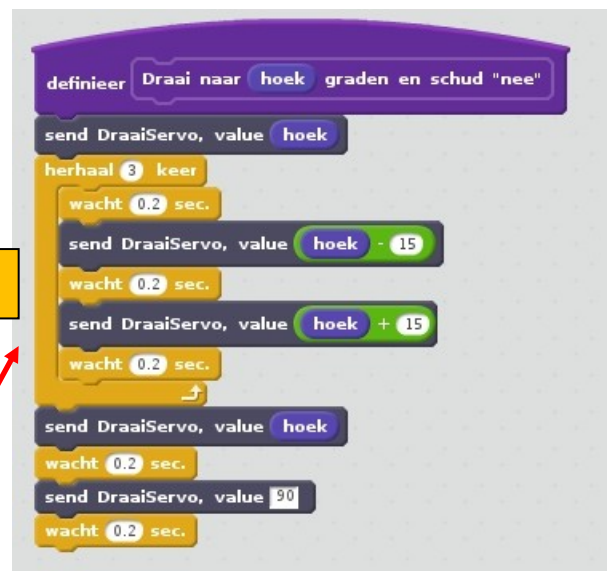 definieer Draai naar hoek graden en schud "nee"
send DraaiServo, value hoek
herhaal 3 keer
wacht 0.2 sec.
send DraaiServo, value hoek - 15
wacht 0.2 sec.
send DraaiServo, value hoek + 15
wacht 0.2 sec.
send DraaiServo, value hoek
wacht 0.2 sec.
send DraaiServo, value 90
wacht 0.2 sec.